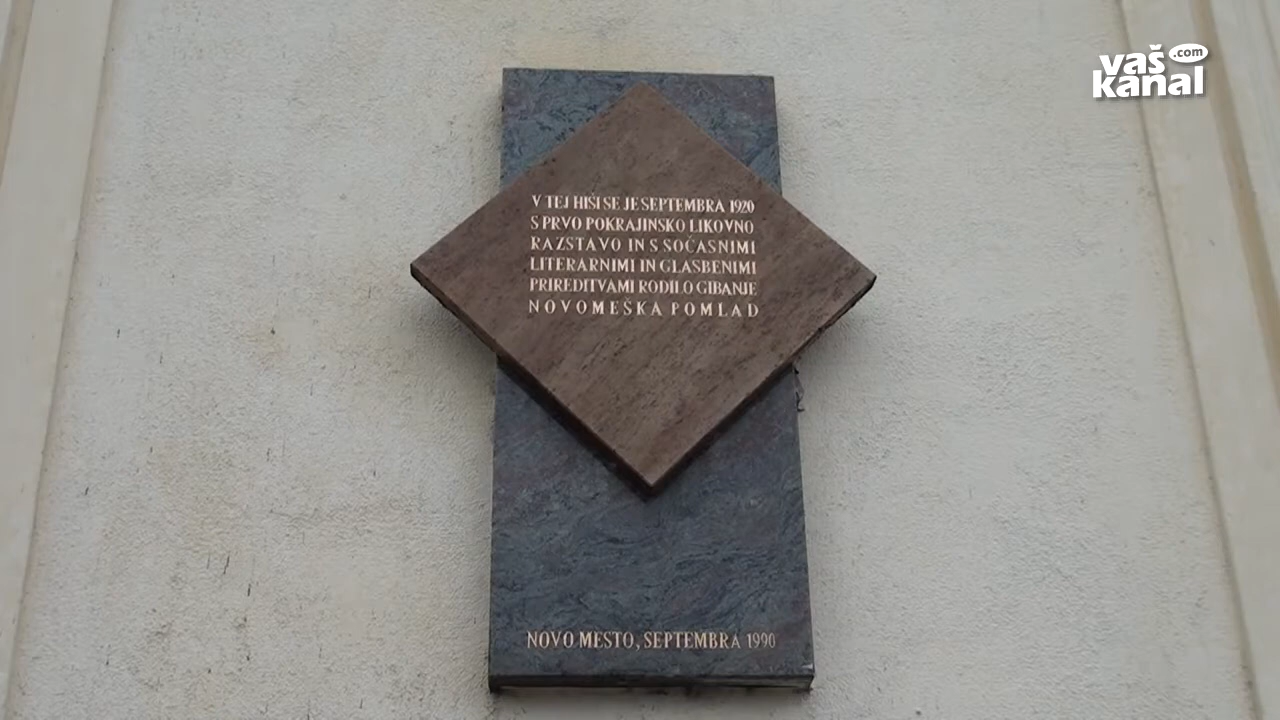 vaš .com
kanal
V TEJ HIŠI SE JE SEPTEMBRA 1920
S PRVO POKRAJINSKO LIKOVNO
RAZSTAVO IN S SOČASNIMI
LITERARNIMI IN GLASBENIMI
PRIREDITVAMI RODILO GIBANJE
NOVOMEŠKA POMLAD
NOVO MESTO, SEPTEMBRA 1990